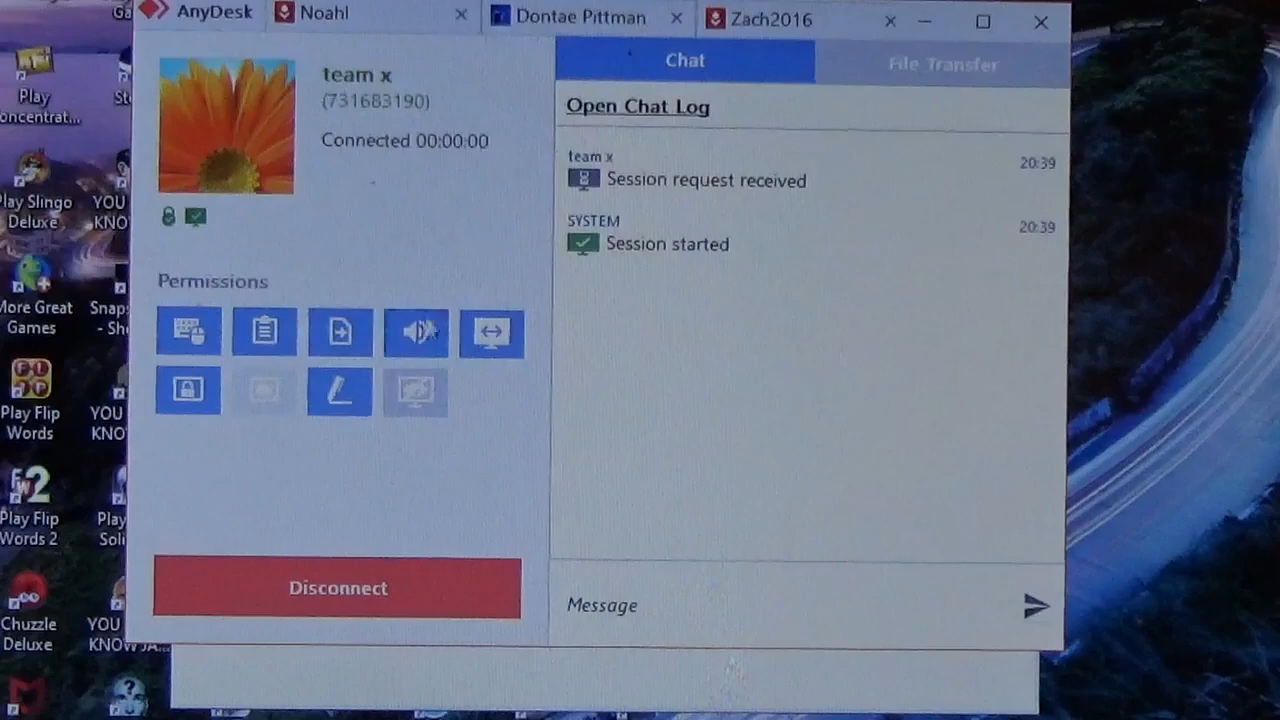 AnyDesk
Noahl
Dontae Pittman
Zach2016
team x
(731683190)
Connected 00:00:00
Permissions
Disconnect
Chat
File Transfer
Open Chat Log
team x
20:39
Session request received
SYSTEM
20:39
Session started
Message
Play
oncentrat...
Play Slingo
Deluxe
YOU
KNO
More Great
Games
Snap
- Sh
Play Flip
Words
YOU
KNO
Play Flip
Words 2
Play
Soli
Chuzzle
Deluxe
YOU
KNOW JA...